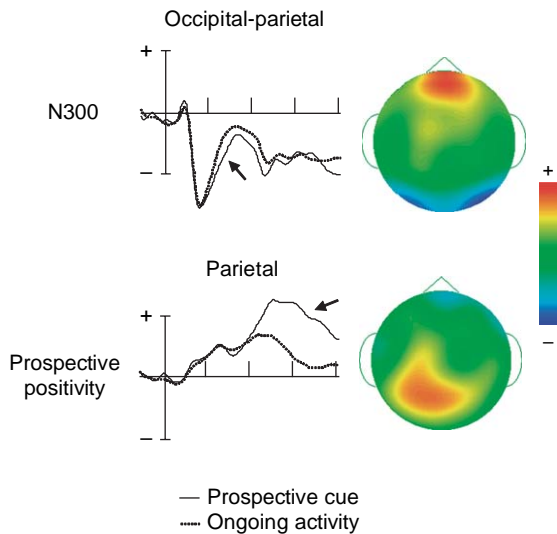 Occipital-parietal
+
N300
–
+
–
Parietal
+
Prospective
positivity
–
Prospective cue
Ongoing activity